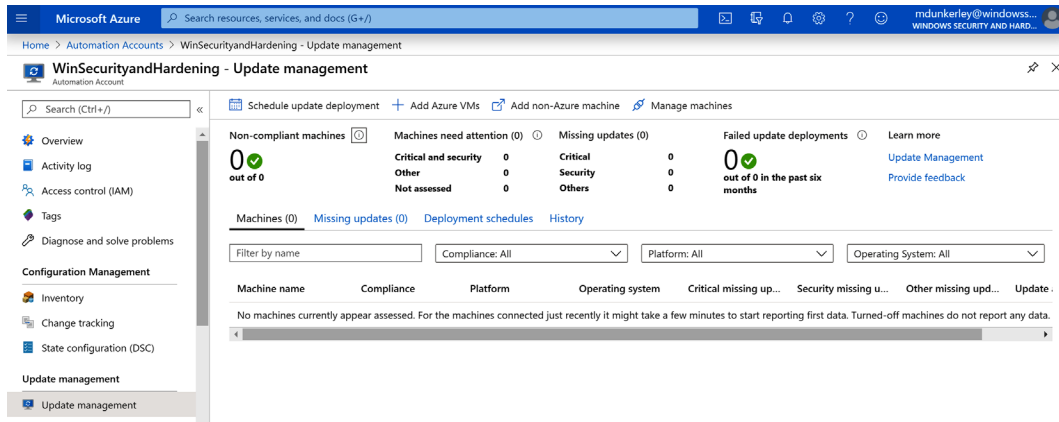 Microsoft Azure
Search resources, services, and docs (G+/)
mdunkerley@windowss...
WINDOWS SECURITY AND HARD...
Home > Automation Accounts > WinSecurityandHardening - Update management
WinSecurityandHardening - Update management
Automation Account
Search (Ctrl+/)
Overview
Activity log
Access control (IAM)
Tags
Diagnose and solve problems
Configuration Management
Inventory
Change tracking
State configuration (DSC)
Update management
Update management
Schedule update deployment
Add Azure VMs
Add non-Azure machine
Manage machines
Non-compliant machines
0
out of 0
Machines need attention (0)
Critical and security 0
Other 0
Not assessed 0
Missing updates (0)
Critical 0
Security 0
Others 0
Failed update deployments
0
out of 0 in the past six
months
Learn more
Update Management
Provide feedback
Machines (0) Missing updates (0) Deployment schedules History
Filter by name Compliance: All Platform: All Operating System: All
Machine name Compliance Platform Operating system Critical missing up... Security missing u... Other missing upd... Update
No machines currently appear assessed. For the machines connected just recently it might take a few minutes to start reporting first data. Turned-off machines do not report any data.